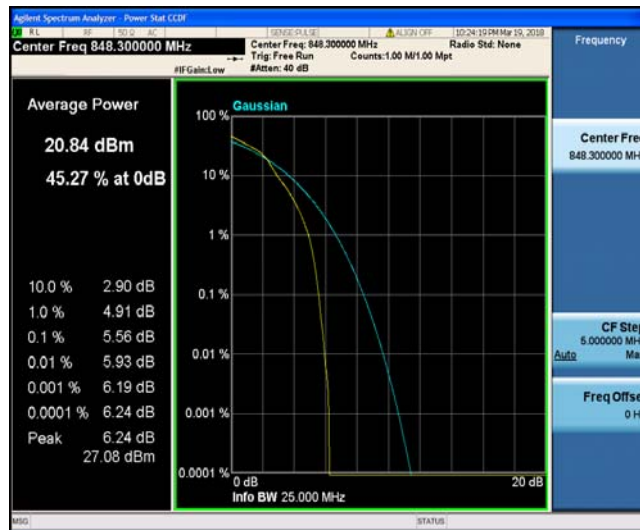 Agilent Spectrum Analyzer - Power Stat CCDF
RL RF 50 Ω AC SENSE:PULSE ALIGN OFF 10:24:19 PM Mar 19, 2018
Center Freq 848.300000 MHz
Center Freq: 848.300000 MHz Radio Std: None
Trig: Free Run Counts:1.00 M/1.00 Mpt
#IFGain:Low #Atten: 40 dB
Frequency
Average Power
20.84 dBm
45.27 % at 0dB
10.0 % 2.90 dB
1.0 % 4.91 dB
0.1 % 5.56 dB
0.01 % 5.93 dB
0.001 % 6.19 dB
0.0001 % 6.24 dB
Peak 6.24 dB
27.08 dBm
Gaussian
100 %
10 %
1 %
0.1 %
0.01 %
0.001 %
0.0001 %
0 dB 20 dB
Info BW 25.000 MHz
Center Fre
848.300000 MH
CF Step
5.000000 MH
Auto Ma
Freq Offse
0 H
MSG STATUS